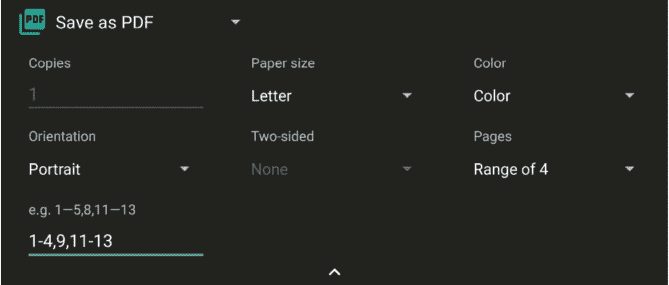 PDF Save as PDF
Copies Paper size Color
1 Letter Color
Orientation Two-sided Pages
Portrait None Range of 4
e.g. 1—5,8,11—13
1-4,9,11-13